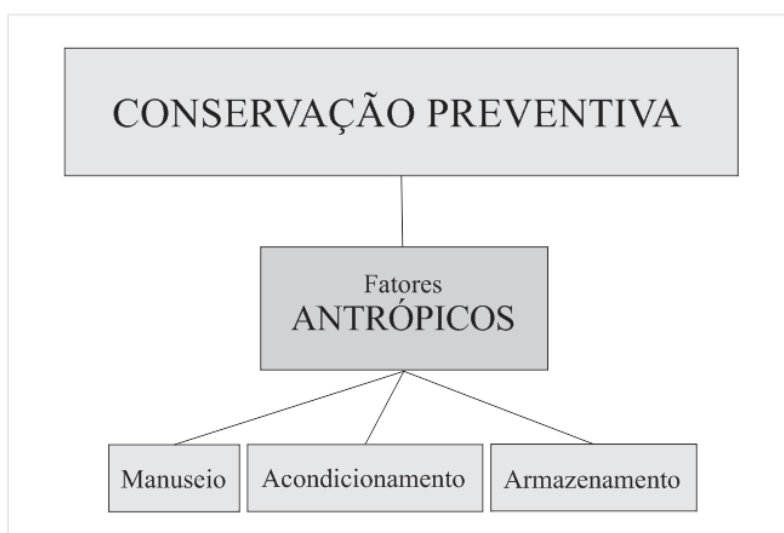 CONSERVAÇÃO PREVENTIVA
Fatores
ANTRÓPICOS
Manuseio
Acondicionamento
Armazenamento